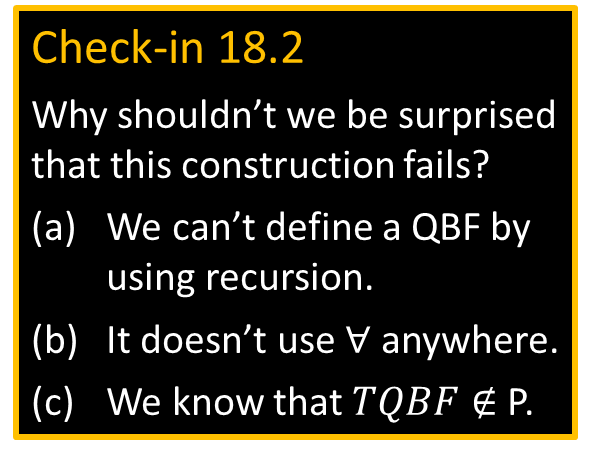 Check-in 18.2
Why shouldn’t we be surprised
that this construction fails?
(a) We can’t define a QBF by
using recursion.
(b) It doesn’t use ∀ anywhere.
(c) We know that 𝑇𝑄𝐵𝐹 ∉ P.